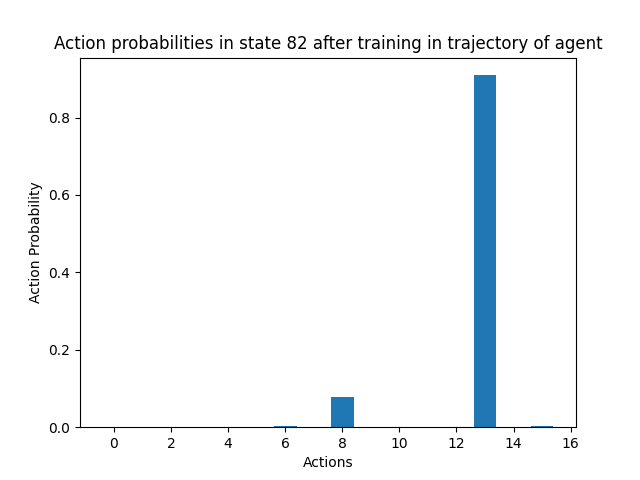 Action probabilities in state 82 after training in trajectory of agent
Action Probability
0.8
0.6
0.4
0.2
0.0
0 2 4 6 8 10 12 14 16
Actions